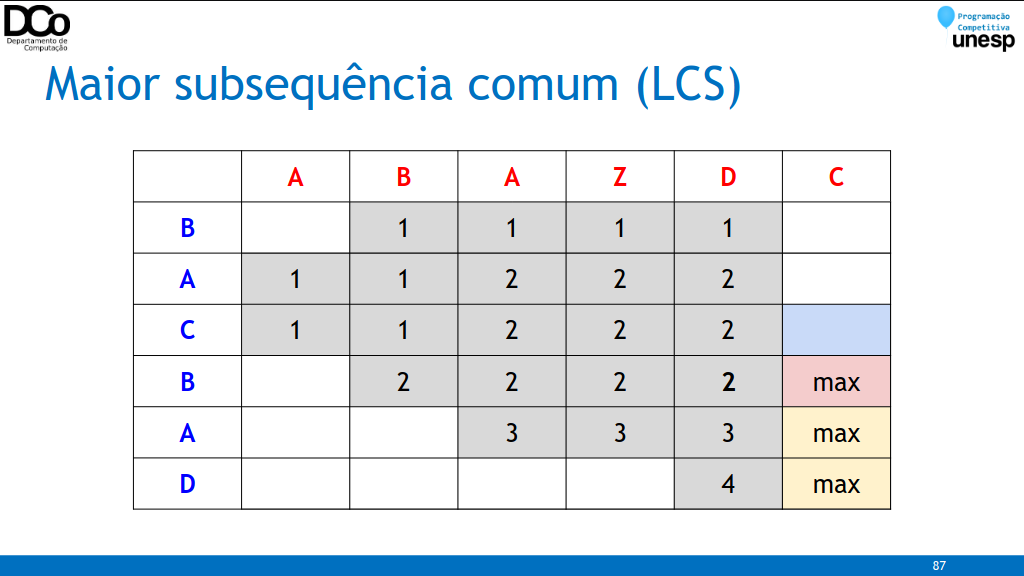 DCo
Departamento de
Computação
Programação
Competitiva
unesp
Maior subsequência comum (LCS)
A B A Z D C
B 1 1 1 1
A 1 1 2 2 2
C 1 1 2 2 2
B 2 2 2 2 max
A 3 3 3 max
D 4 max
87